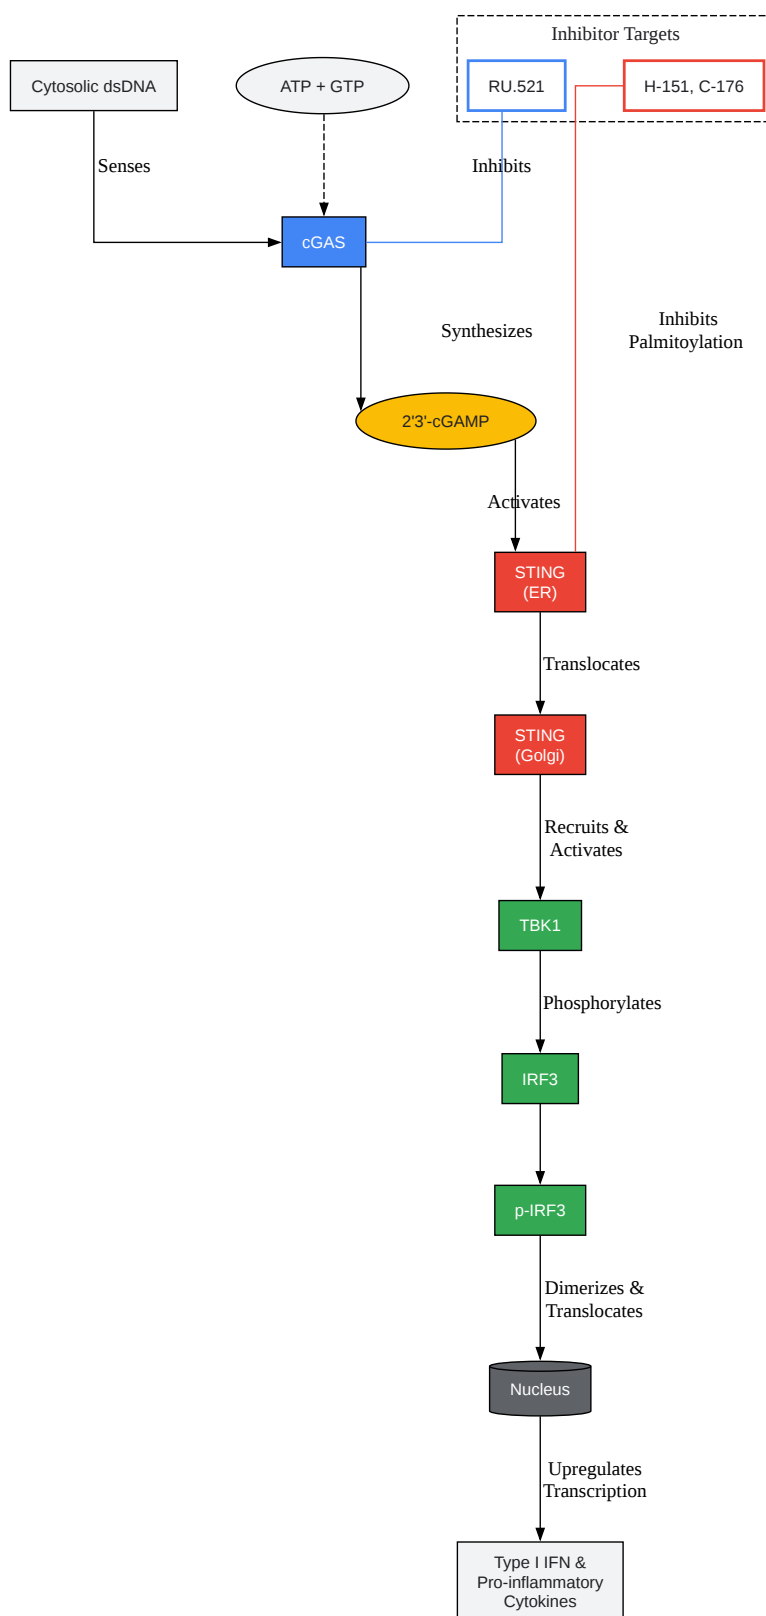 Inhibitor Targets
Cytosolic dsDNA
ATP + GTP
RU.521
H-151, C-176
Senses
Inhibits
cGAS
Synthesizes
Inhibits
Palmitoylation
2'3'-cGAMP
Activates
STING
(ER)
Translocates
STING
(Golgi)
Recruits &
Activates
TBK1
Phosphorylates
IRF3
p-IRF3
Dimerizes &
Translocates
Nucleus
Upregulates
Transcription
Type I IFN &
Pro-inflammatory
Cytokines